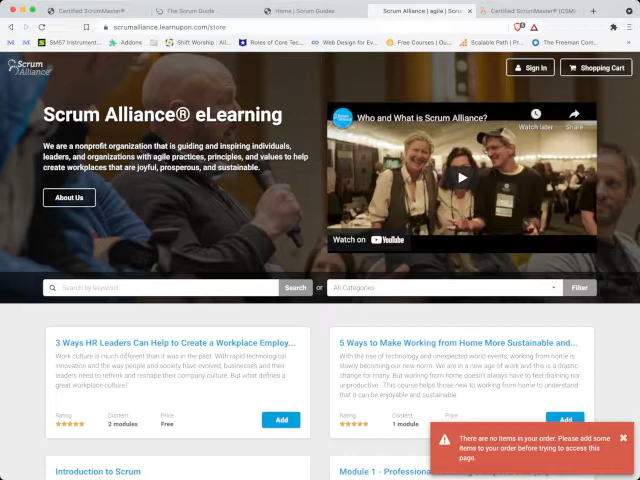 Certified ScrumMaster®
The Scrum Guide
Home | Scrum Guides
Scrum Alliance | agile | Scru
Certified ScrumMaster® (CSM)
scrumalliance.learnupon.com/store
SM57 Instrument...
Addons
Shift Worship : All...
Roles of Core Tec...
Web Design for Ev...
Free Courses | Ou...
Scalable Path | Pr...
The Freeman Com...
Scrum
Alliance
Sign In
Shopping Cart
Scrum Alliance® eLearning
We are a nonprofit organization that is guiding and inspiring individuals,
leaders, and organizations with agile practices, principles, and values to help
create workplaces that are joyful, prosperous, and sustainable.
About Us
Who and What is Scrum Alliance?
Watch later
Share
Watch on YouTube
Search by keyword
Search
or
All Categories
Filter
3 Ways HR Leaders Can Help to Create a Workplace Employ...
Work culture is much different than it was in the past. With rapid technological
innovation and the way people and society have evolved, businesses and their
leaders need to rethink and reshape their company culture. But what defines a
great workplace culture?
Rating
Content
Price
2 modules
Free
Add
5 Ways to Make Working from Home More Sustainable and...
With the rise of technology and unexpected world events, working from home is
slowly becoming our new norm. We are in a new age of work and this is a drastic
change for many. But working from home doesn't always have to feel draining nor
unproductive. This course helps those new to working from home to understand
that it can be enjoyable and sustainable.
Rating
Content
Price
1 module
Add
There are no items in your order. Please add some
items to your order before trying to access this
page.
Introduction to Scrum
Module 1 - Professiona